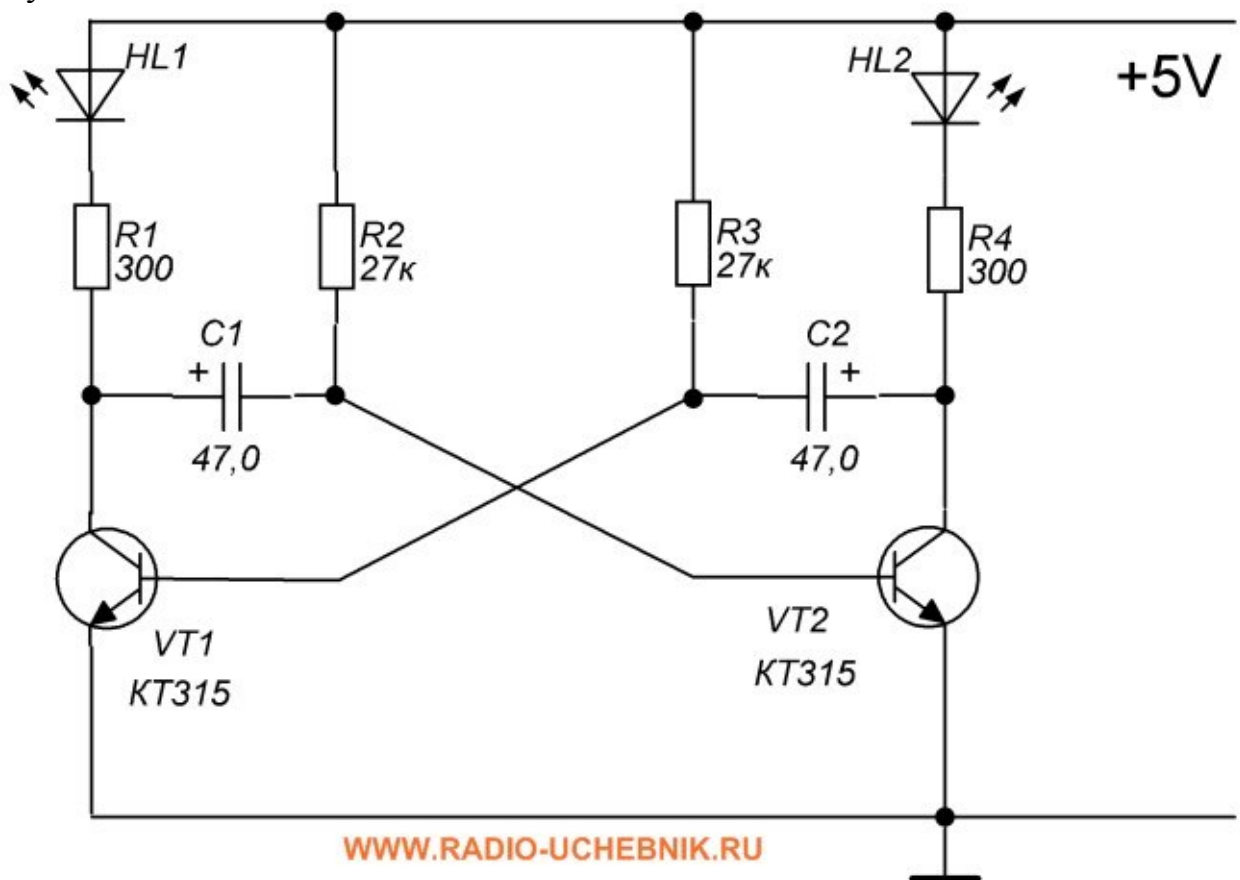 HL1
HL2
+5V
R1
300
R2
27к
R3
27к
R4
300
C1
+
47,0
C2
+
47,0
VT1
КТ315
VT2
КТ315
WWW.RADIO-UCHEBNIK.RU